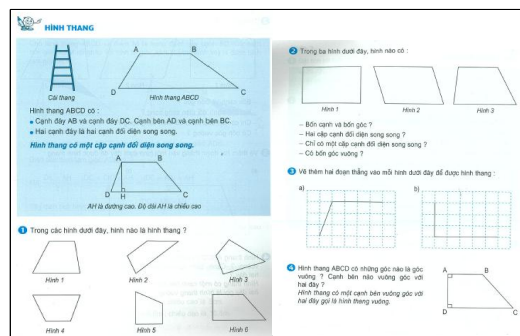 HÌNH THANG
A B
D C
Cái thang
Hình thang ABCD
Hình thang ABCD có :
• Cạnh đáy AB và cạnh đáy DC. Cạnh bên AD và cạnh bên BC.
• Hai cạnh đáy là hai cạnh đối diện song song.
Hình thang có một cặp cạnh đối diện song song.
A B
D H C
AH là đường cao. Độ dài AH là chiều cao
1 Trong các hình dưới đây, hình nào là hình thang ?
Hình 1
Hình 2
Hình 3
Hình 4
Hình 5
Hình 6
2 Trong ba hình dưới đây, hình nào có :
Hình 1
Hình 2
Hình 3
– Bốn cạnh và bốn góc ?
– Hai cặp cạnh đối diện song song ?
– Chỉ có một cặp cạnh đối diện song song ?
– Có bốn góc vuông ?
3 Vẽ thêm hai đoạn thẳng vào mỗi hình dưới đây để được hình thang :
a)
b)
4 Hình thang ABCD có những góc nào là góc
vuông ? Cạnh bên nào vuông góc với
hai đáy ?
Hình thang có một cạnh bên vuông góc với
hai đáy gọi là hình thang vuông.
A B
D C